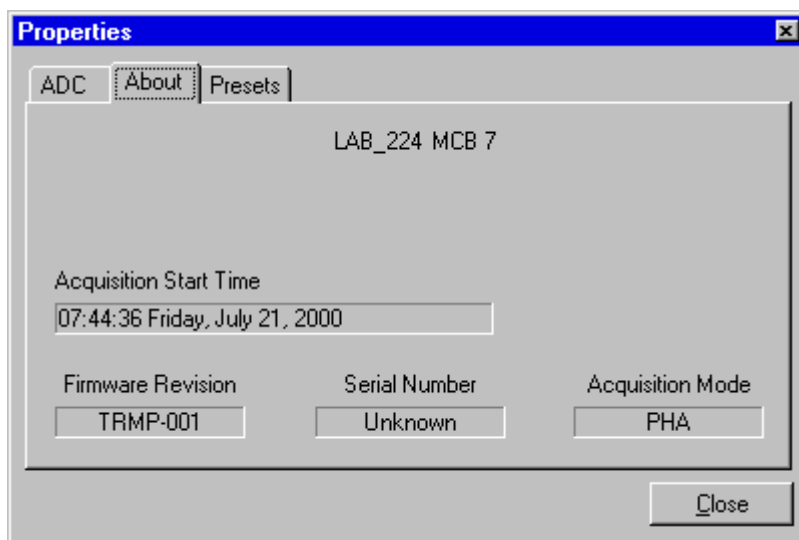 Properties
ADC About Presets
LAB_224 MCB 7
Acquisition Start Time
07:44:36 Friday, July 21, 2000
Firmware Revision Serial Number Acquisition Mode
TRMP-001 Unknown PHA
Close